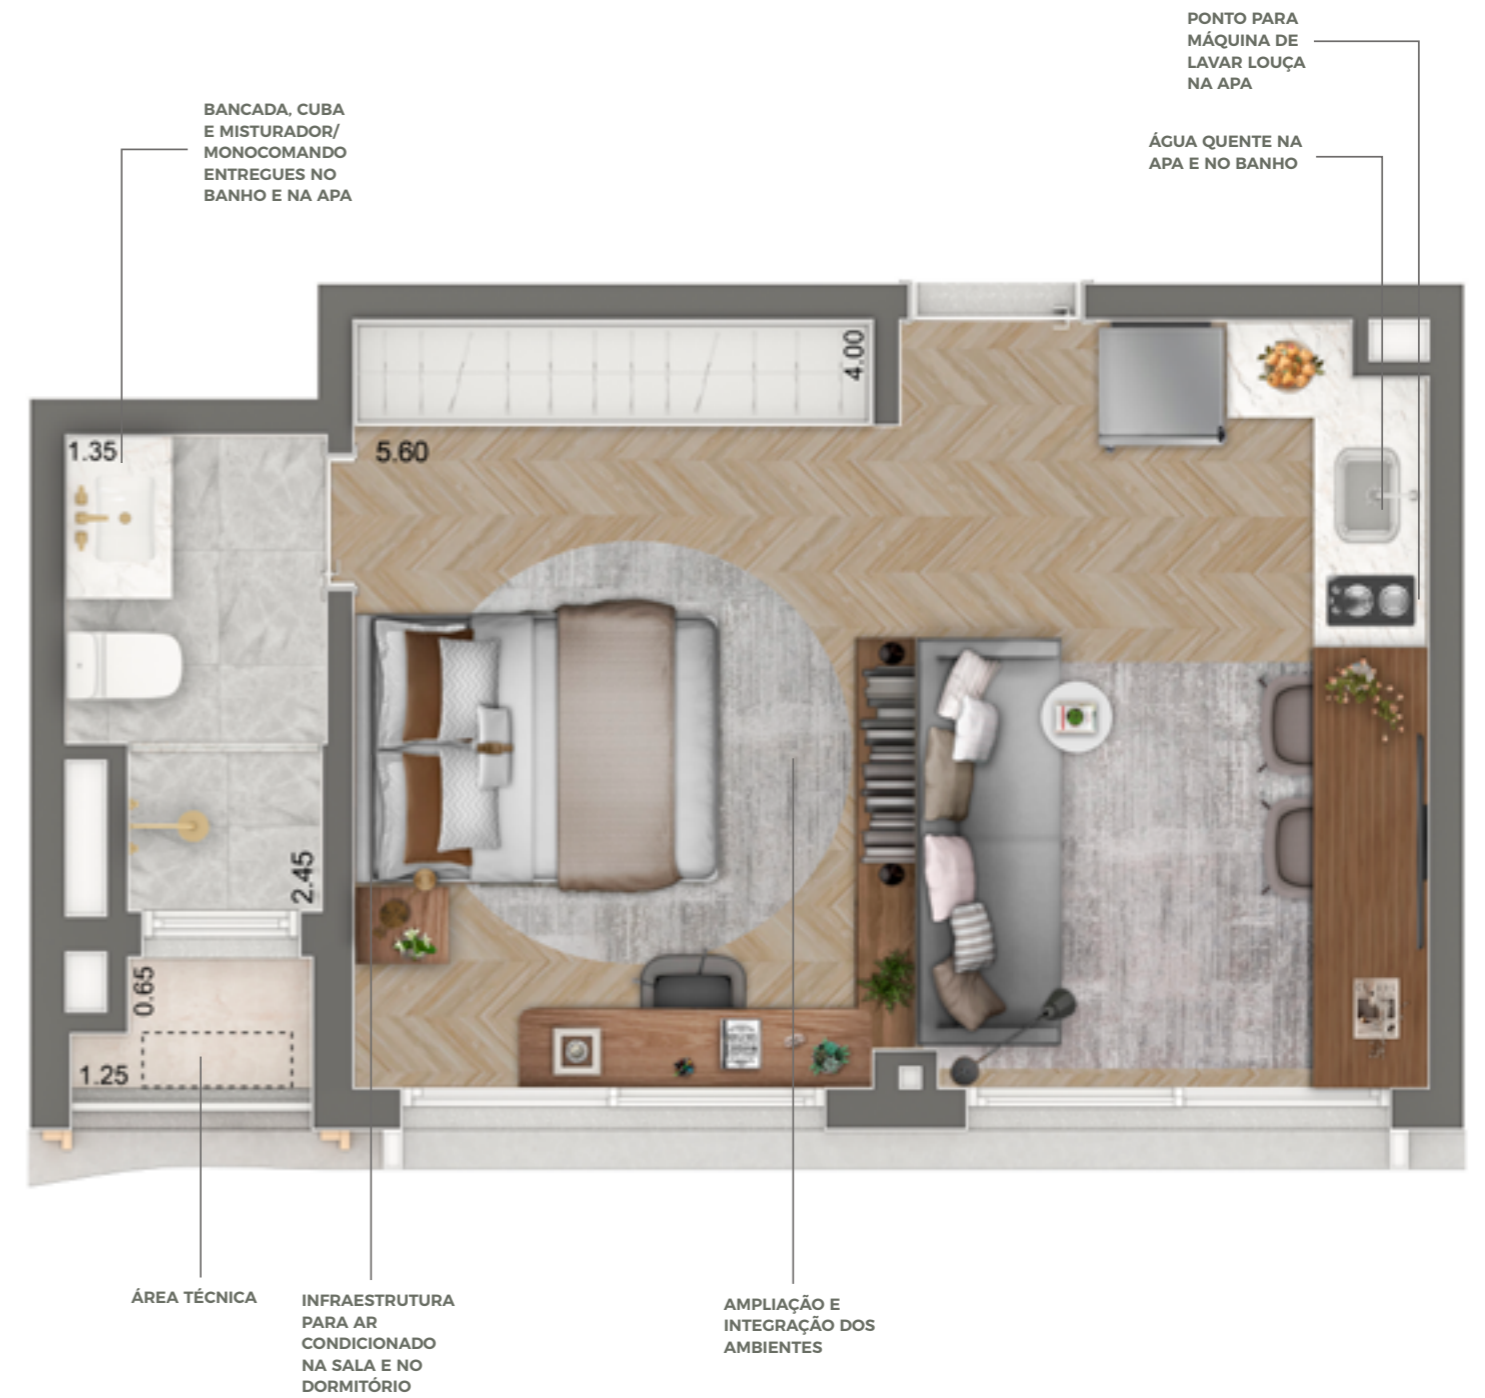 PONTO PARA
MÁQUINA DE
LAVAR LOUÇA
NA APA
BANCADA, CUBA
E MISTURADOR/
MONOCOMANDO
ENTREGUES NO
BANHO E NA APA
ÁGUA QUENTE NA
APA E NO BANHO
4.00
1.35
5.60
2.45
0.65
1.25
ÁREA TÉCNICA
INFRAESTRUTURA
PARA AR
CONDICIONADO
NA SALA E NO
DORMITÓRIO
AMPLIAÇÃO E
INTEGRAÇÃO DOS
AMBIENTES